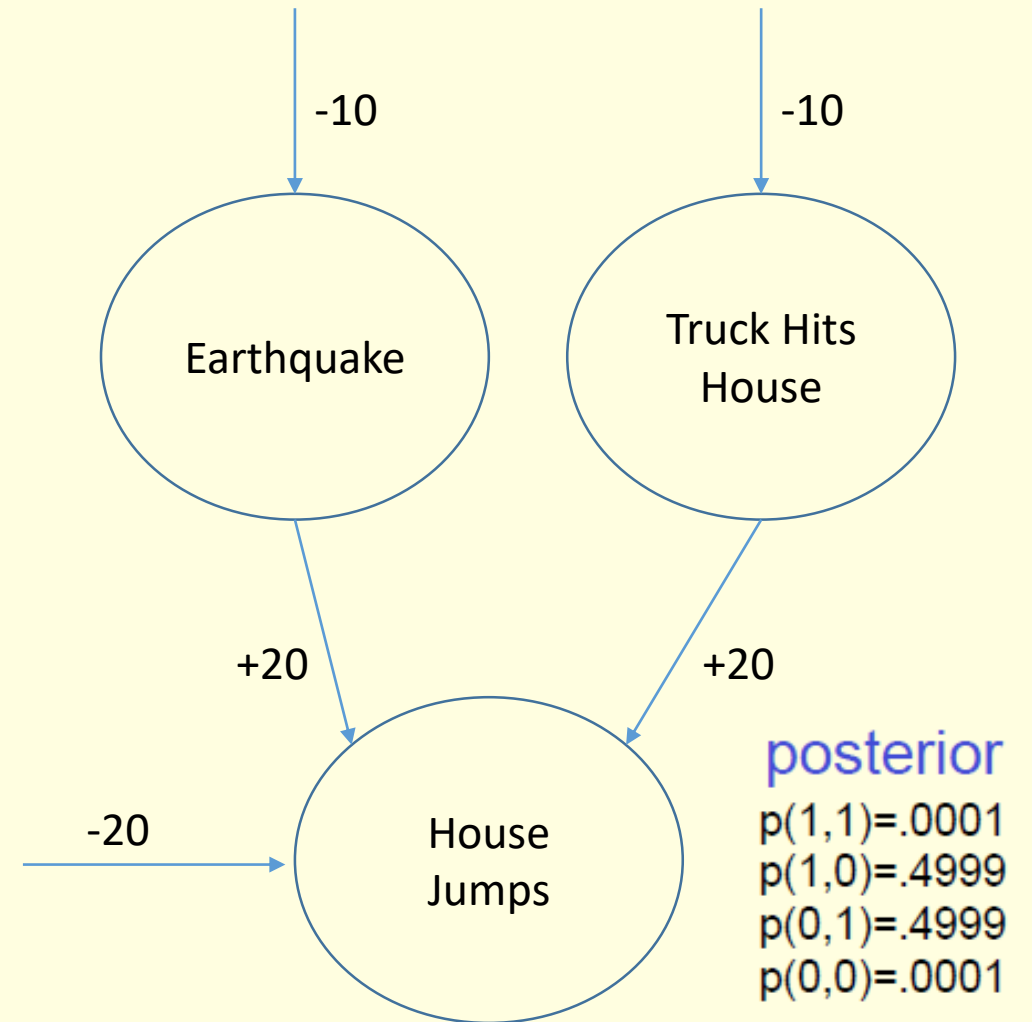 -10
-10
Earthquake
Truck Hits
House
+20
+20
-20
House
Jumps
posterior
p(1,1)=.0001
p(1,0)=.4999
p(0,1)=.4999
p(0,0)=.0001